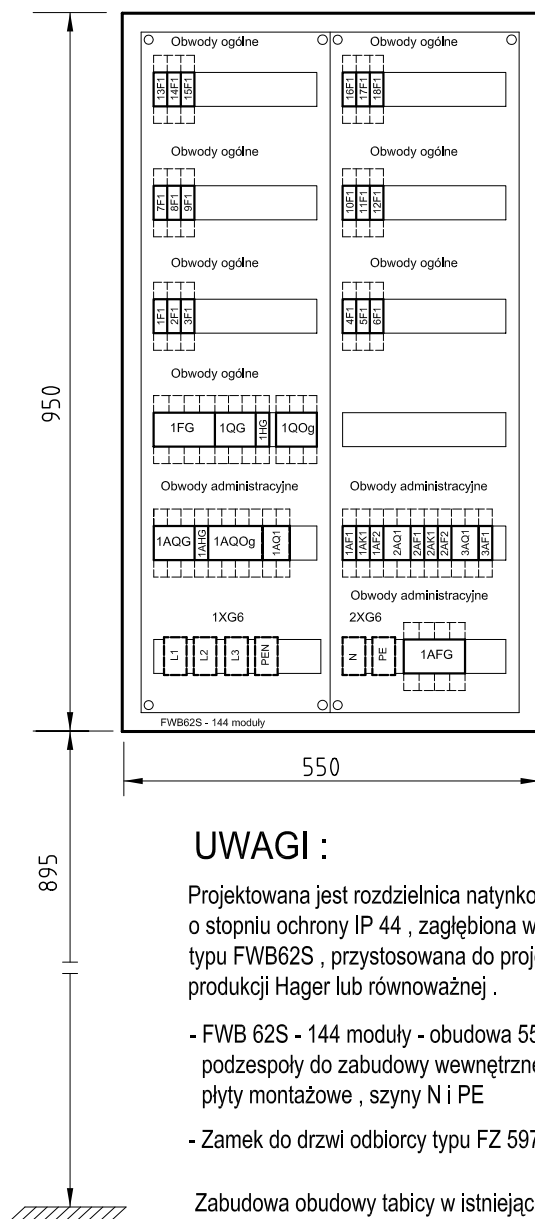 Obwody ogólne Obwody ogólne
13F1 14F1 15F1 16F1 17F1 18F1
Obwody ogólne Obwody ogólne
7F1 8F1 9F1 10F1 11F1 12F1
Obwody ogólne Obwody ogólne
1F1 2F1 3F1 4F1 5F1 6F1
Obwody ogólne
1FG 1QG 1HG 1QOg
950
Obwody administracyjne Obwody administracyjne
1AQG 1AHG 1AQOg 1AQ1 1AF1 1AK1 1AF2 2AQ1 2AF1 2AK1 2AF2 3AQ1 3AF1
Obwody administracyjne
1XG6 2XG6
L1 L2 L3 PEN N PE 1AFG
FWB62S - 144 moduły
550
895
UWAGI :
Projektowana jest rozdzielnica natynko
o stopniu ochrony IP 44 , zagłębiona w
typu FWB62S , przystosowana do proj
produkcji Hager lub równoważnej .
- FWB 62S - 144 moduły - obudowa 55
podzespoły do zabudowy wewnętrzne
płyty montażowe , szyny N i PE
- Zamek do drzwi odbiorcy typu FZ 597
Zabudowa obudowy tablicy w istniejąc